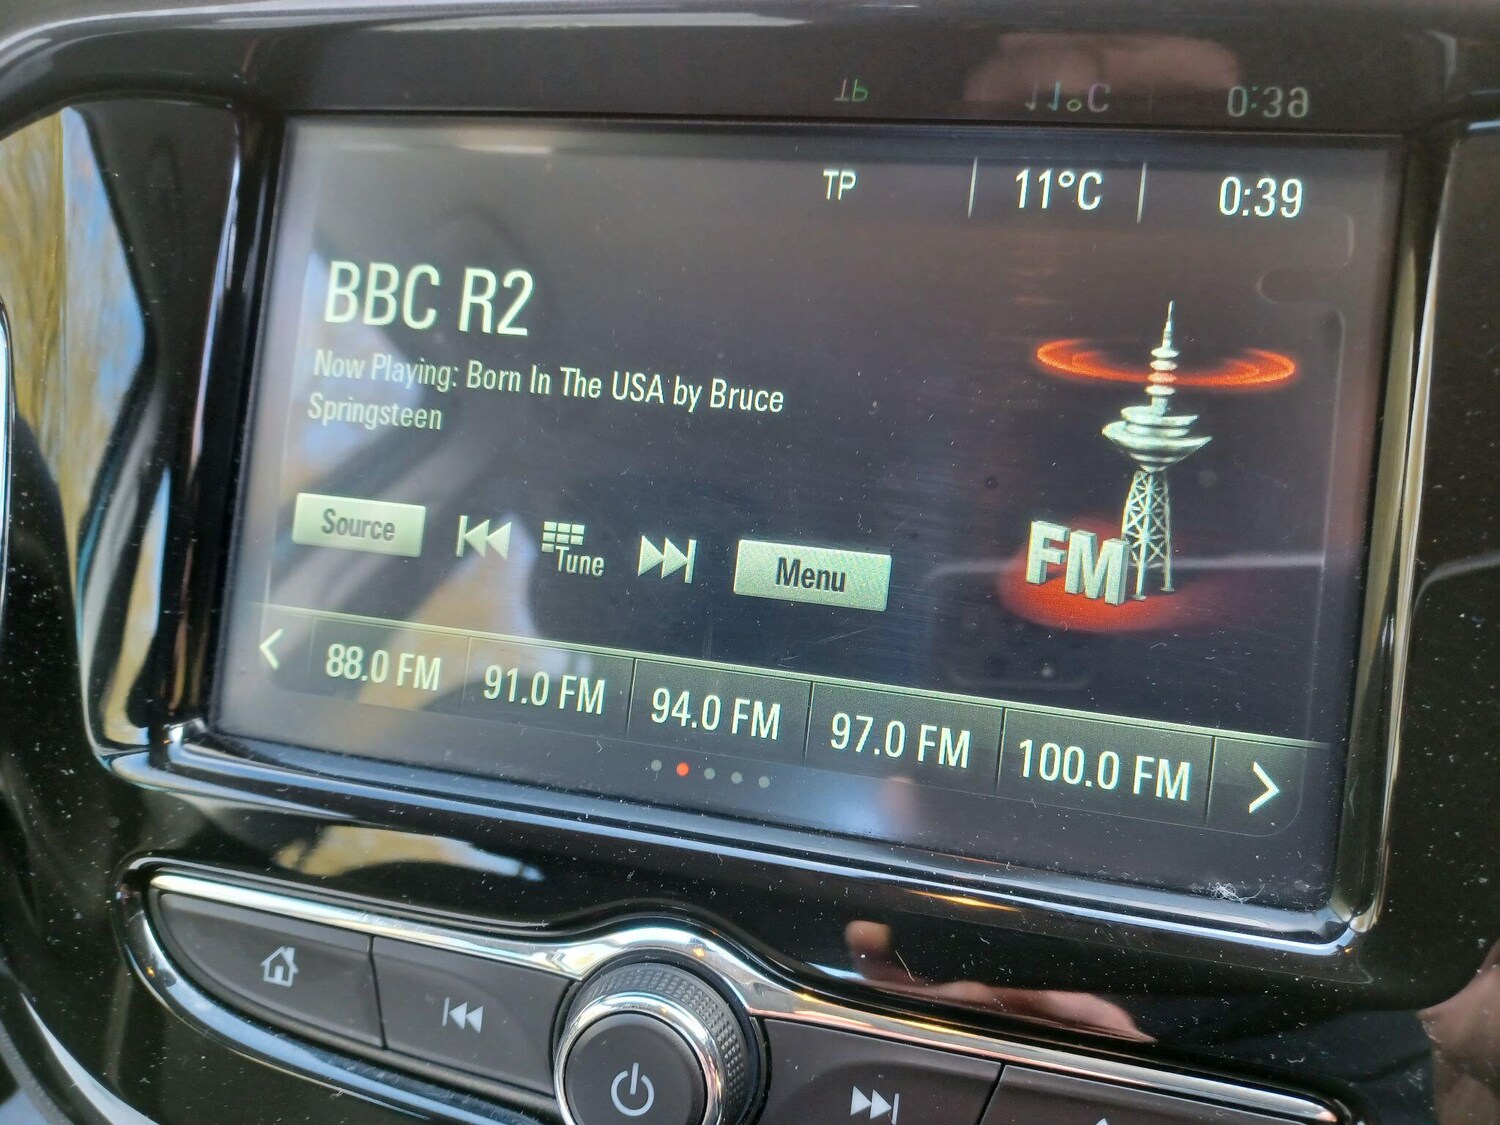 TP 11°C 0:39
BBC R2
Now Playing: Born In The USA by Bruce
Springsteen
Source Tune Menu
FM
88.0 FM 91.0 FM 94.0 FM 97.0 FM 100.0 FM